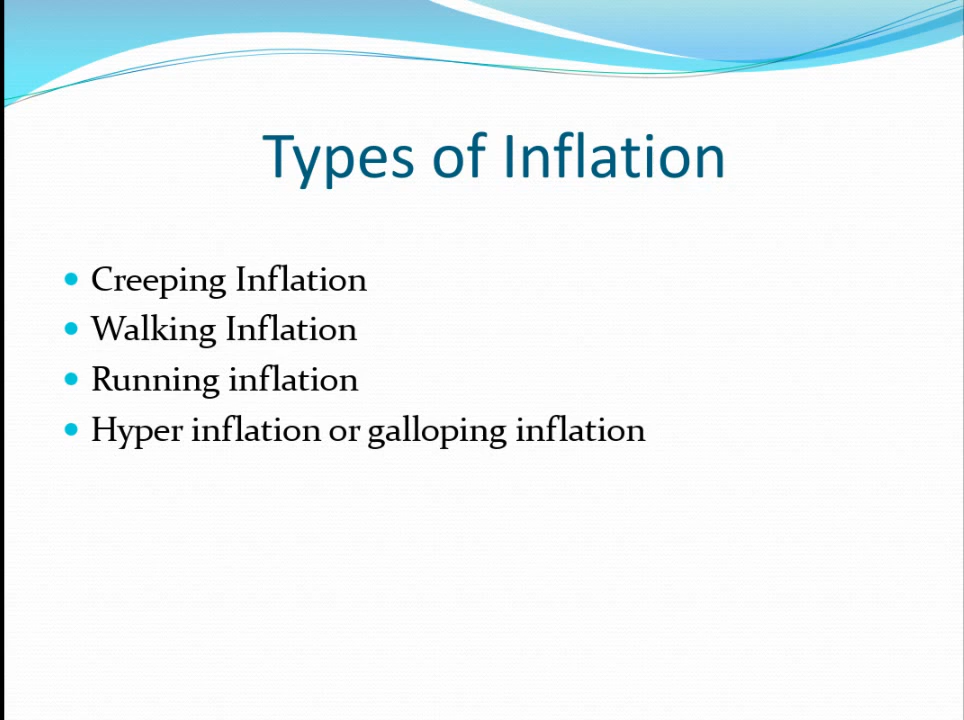 Types of Inflation
Creeping Inflation
Walking Inflation
Running inflation
Hyper inflation or galloping inflation